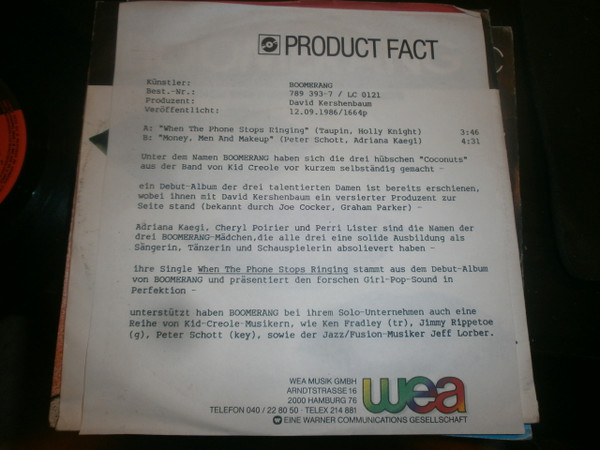 PRODUCT FACT
Künstler: BOOMERANG
Best.-Nr.: 789 393-7 / LC 0121
Produzent: David Kershenbaum
Veröffentlicht: 12.09.1986/1664p
A: "When The Phone Stops Ringing" (Taupin, Holly Knight) 3:46
B: "Money, Men And Makeup" (Peter Schott, Adriana Kaegi) 4:31
Unter dem Namen BOOMERANG haben sich die drei hübschen "Coconuts"
aus der Band von Kid Creole vor kurzem selbständig gemacht -
ein Debut-Album der drei talentierten Damen ist bereits erschienen,
wobei ihnen mit David Kershenbaum ein versierter Produzent zur
Seite stand (bekannt durch Joe Cocker, Graham Parker) -
Adriana Kaegi, Cheryl Poirier und Perri Lister sind die Namen der
drei BOOMERANG-Mädchen,die alle drei eine solide Ausbildung als
Sängerin, Tänzerin und Schauspielerin absolviert haben -
ihre Single When The Phone Stops Ringing stammt aus dem Debut-Album
von BOOMERANG und präsentiert den forschen Girl-Pop-Sound in
Perfektion -
unterstützt haben BOOMERANG bei ihrem Solo-Unternehmen auch eine
Reihe von Kid-Creole-Musikern, wie Ken Fradley (tr), Jimmy Rippetoe
(g), Peter Schott (key), sowie der Jazz/Fusion-Musiker Jeff Lorber.
WEA MUSIK GMBH
ARNDTSTRASSE 16
2000 HAMBURG 76
TELEFON 040 / 22 80 50 · TELEX 214 881
wea
EINE WARNER COMMUNICATIONS GESELLSCHAFT